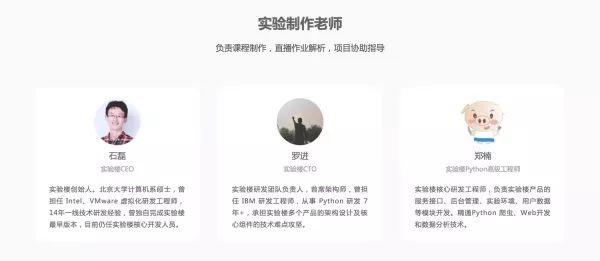 实验制作老师
负责课程制作，直播作业解析，项目协助指导
石磊
实验楼CEO
实验楼创始人。北京大学计算机系硕士，曾
担任 Intel、VMware 虚拟化研发工程师，
14年一线技术研发经验，曾独自完成实验楼
最早版本，目前仍任实验楼核心开发人员。
罗进
实验楼CTO
实验楼研发团队负责人，首席架构师，曾担
任 IBM 研发工程师，从事 Python 研发 7
年+，承担实验楼多个产品的架构设计及核
心组件的技术难点攻坚。
郑楠
实验楼Python高级工程师
实验楼核心研发工程师，负责实验楼产品的
服务接口、后台管理、实验环境、用户数据
等模块开发。精通Python 爬虫、Web开发
和数据分析技术。